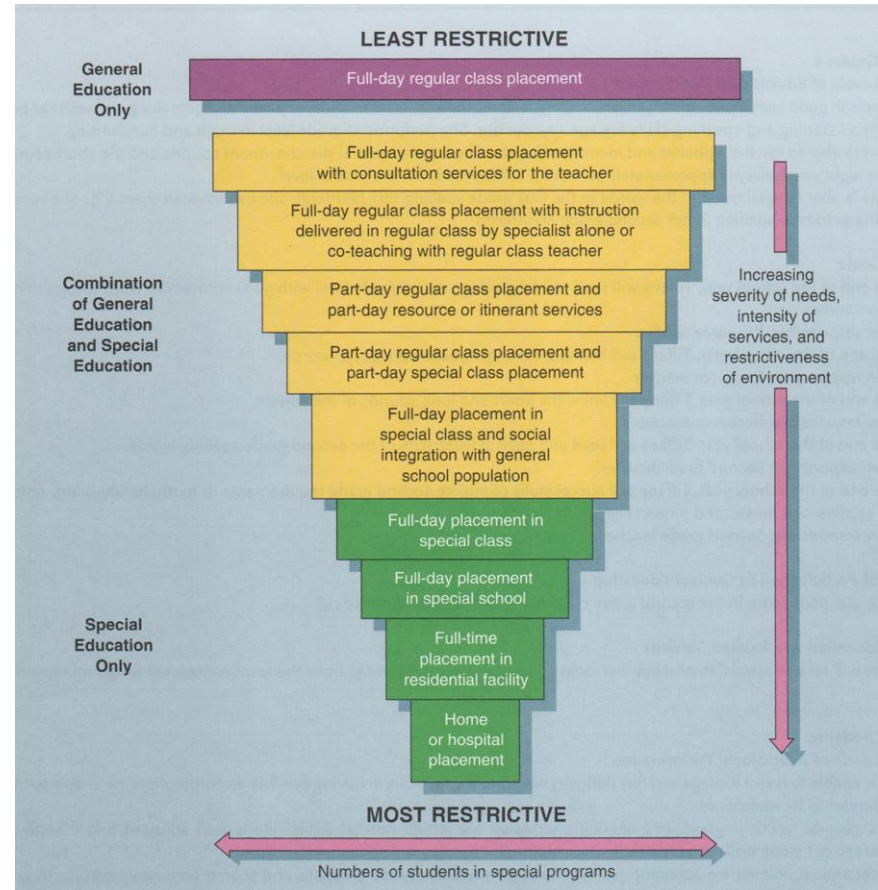 LEAST RESTRICTIVE
General
Education
Only
Full-day regular class placement
Full-day regular class placement
with consultation services for the teacher
Full-day regular class placement with instruction
delivered in regular class by specialist alone or
co-teaching with regular class teacher
Combination
of General
Education
and Special
Education
Part-day regular class placement and
part-day resource or itinerant services
Part-day regular class placement and
part-day special class placement
Full-day placement in
special class and social
integration with general
school population
Increasing
severity of needs,
intensity of
services, and
restrictiveness
of environment
Special
Education
Only
Full-day placement in
special class
Full-day placement
in special school
Full-time
placement in
residential facility
Home
or hospital
placement
MOST RESTRICTIVE
Numbers of students in special programs